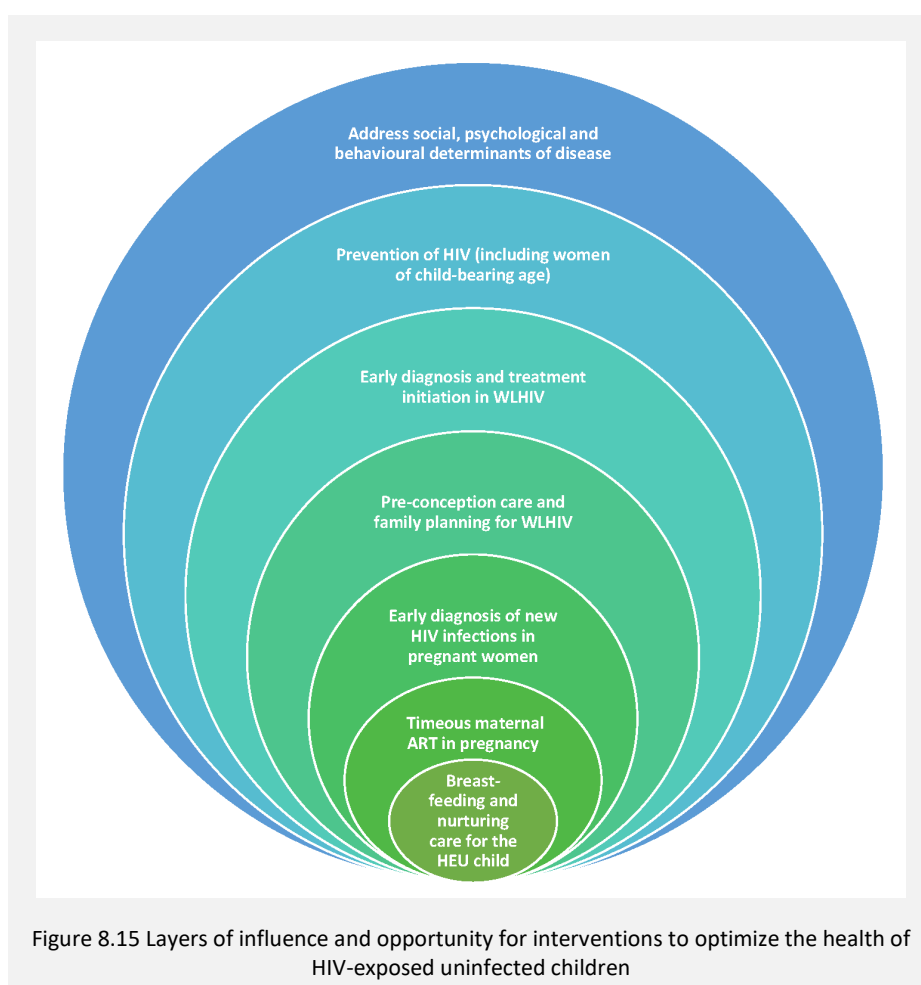 Address social, psychological and
behavioural determinants of disease
Prevention of HIV (including women
of child-bearing age)
Early diagnosis and treatment
initiation in WLHIV
Pre-conception care and
family planning for WLHIV
Early diagnosis of new
HIV infections in
pregnant women
Timeous maternal
ART in pregnancy
Breast-
feeding and
nurturing
care for the
HEU child
Figure 8.15 Layers of influence and opportunity for interventions to optimize the health of
HIV-exposed uninfected children